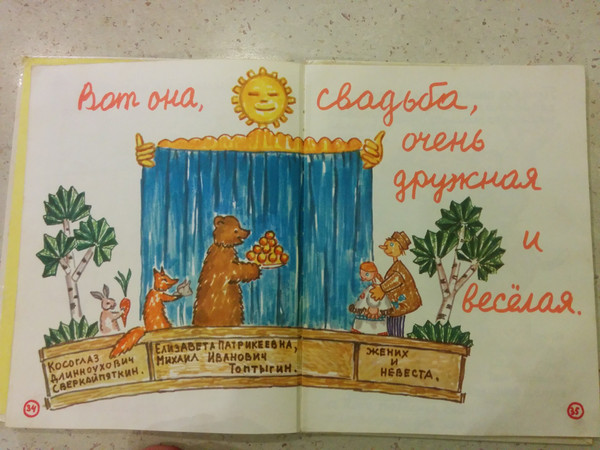 Вот она,
свадьба,
очень
дружная
и
весёлая.
КОСОГЛАЗ
ДЛИННОУХОВИЧ
СВЕРКАЙПЯТКИН.
ЕЛИЗАВЕТА ПАТРИКЕЕВНА,
МИХАИЛ ИВАНОВИЧ
ТОПТЫГИН.
ЖЕНИХ
И
НЕВЕСТА.
34
35